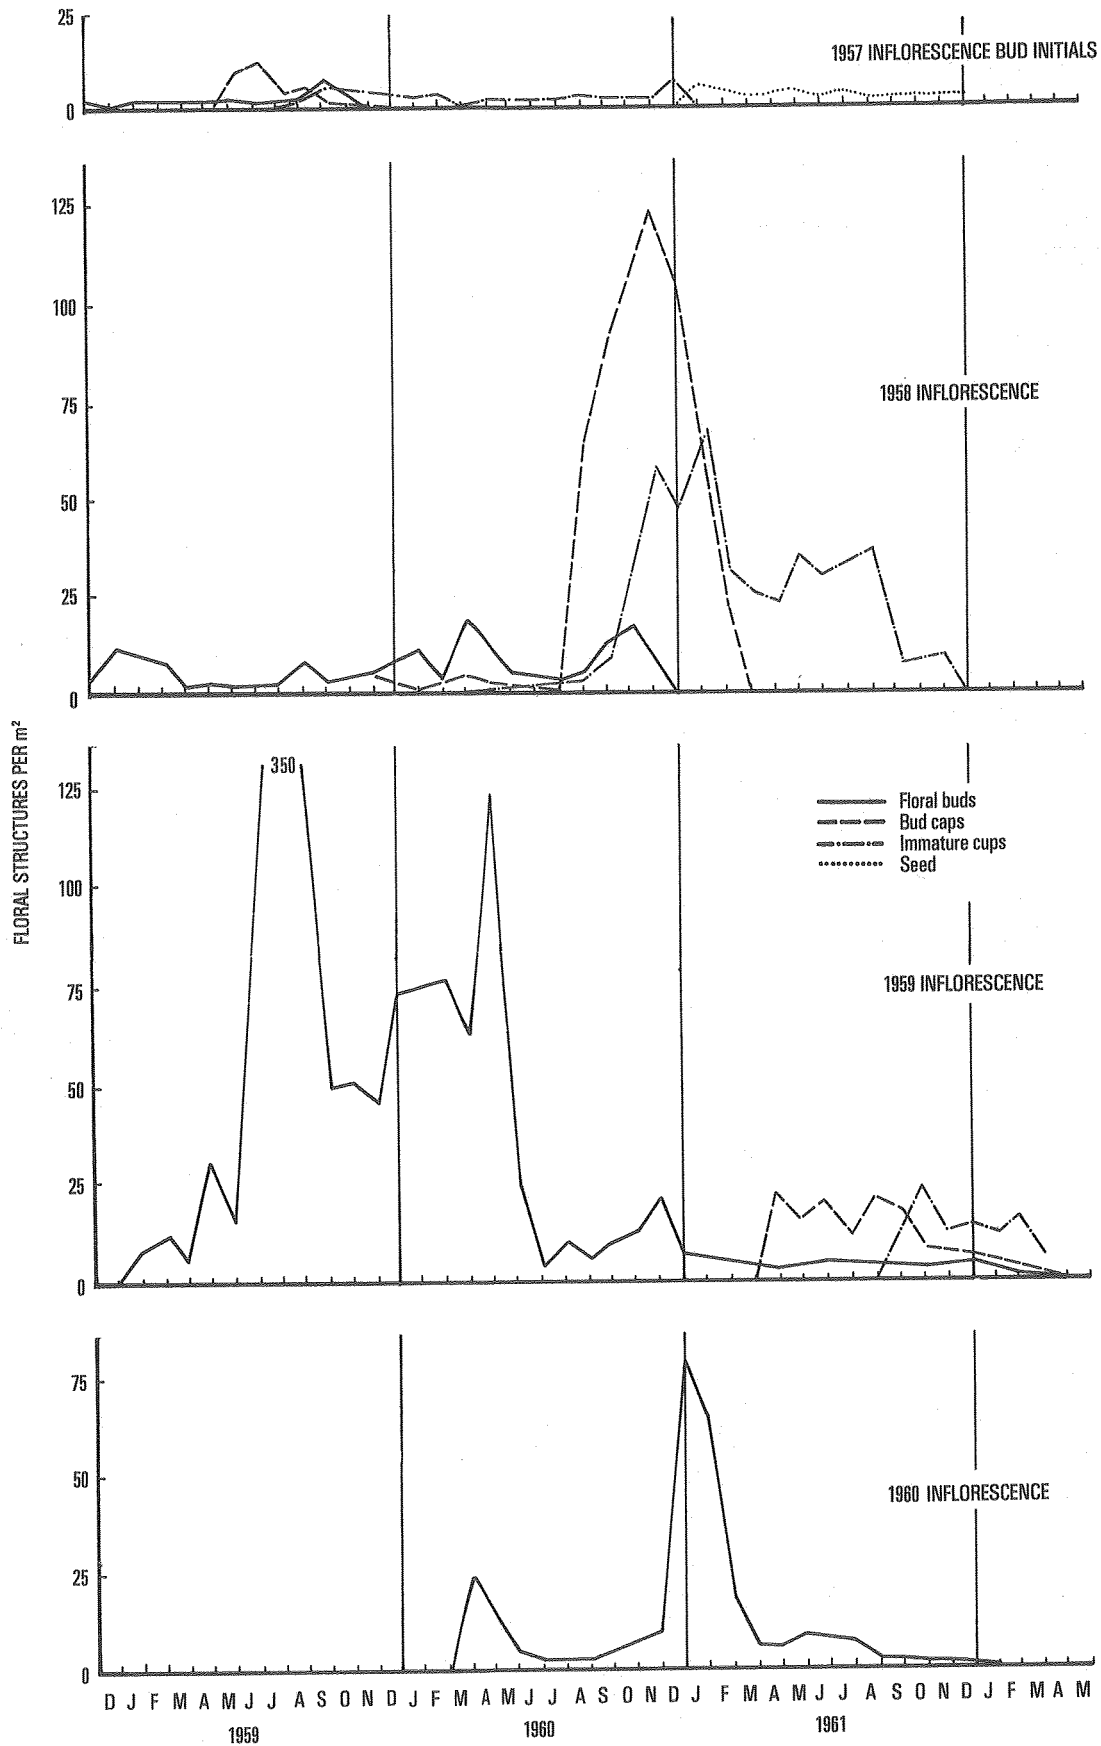 25
0
1957 INFLORESCENCE BUD INITIALS
125
100
75
50
25
0
1958 INFLORESCENCE
FLORAL STRUCTURES PER m²
350
125
100
75
50
25
0
Floral buds
Bud caps
Immature cups
Seed
1959 INFLORESCENCE
75
50
25
0
1960 INFLORESCENCE
D J F M A M J J A S O N D J F M A M J J A S O N D J F M A M J J A S O N D J F M A M
1959 1960 1961